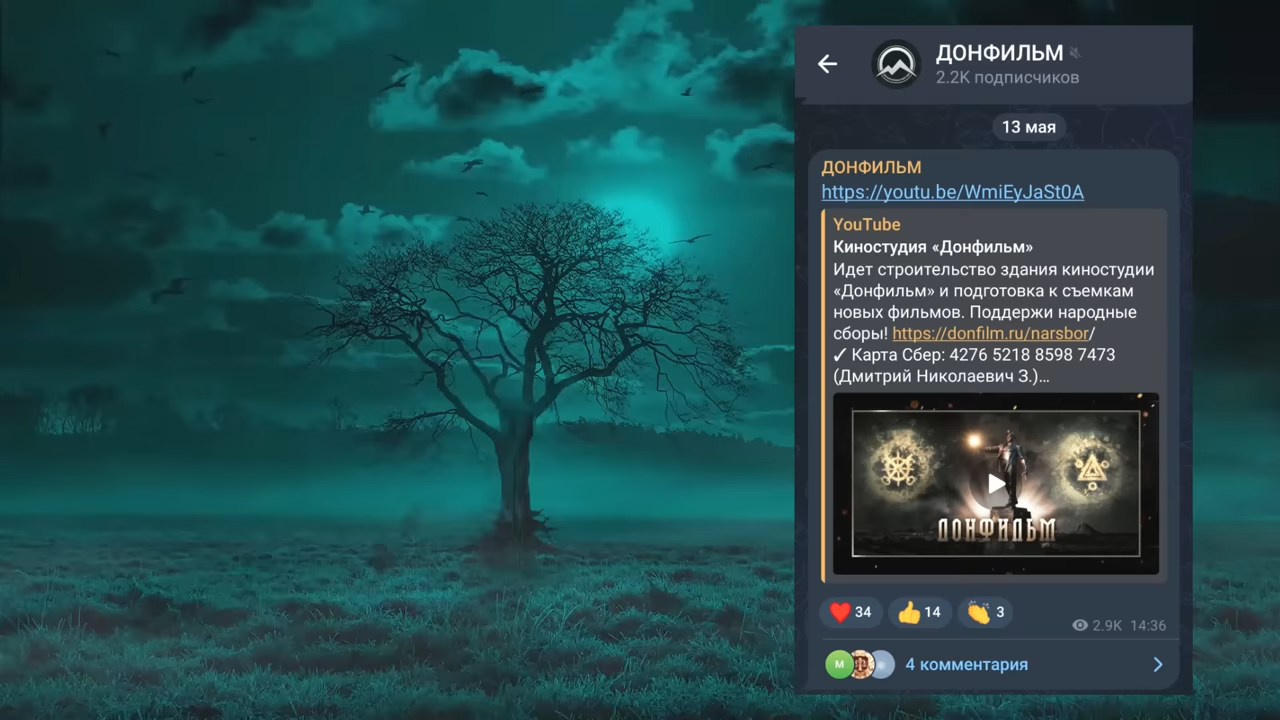 ДОНФИЛЬМ
2.2K подписчиков
13 мая
ДОНФИЛЬМ
https://youtu.be/WmiEyJaSt0A
YouTube
Киностудия «Донфильм»
Идет строительство здания киностудии
«Донфильм» и подготовка к съемкам
новых фильмов. Поддержи народные
сборы! https://donfilm.ru/narsbor/
✓ Карта Сбер: 4276 5218 8598 7473
(Дмитрий Николаевич З.)...
ДОНФИЛЬМ
34 14 3
2.9K 14:36
М
4 комментария